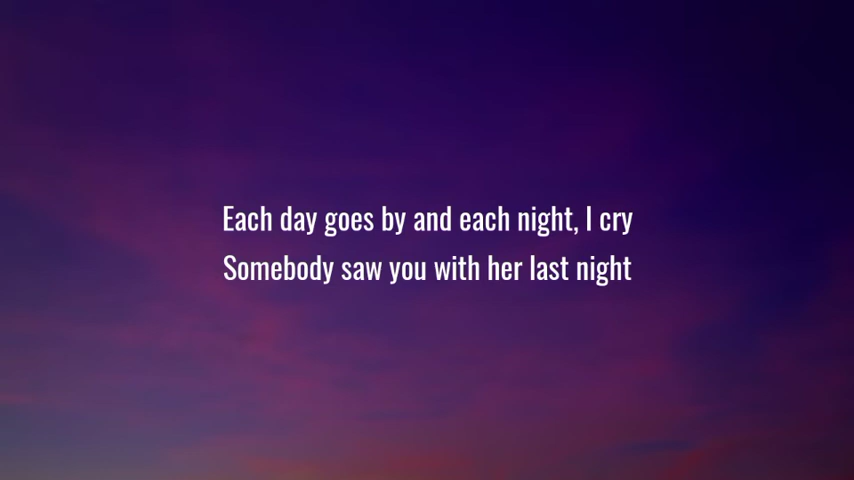 Each day goes by and each night, I cry
Somebody saw you with her last night